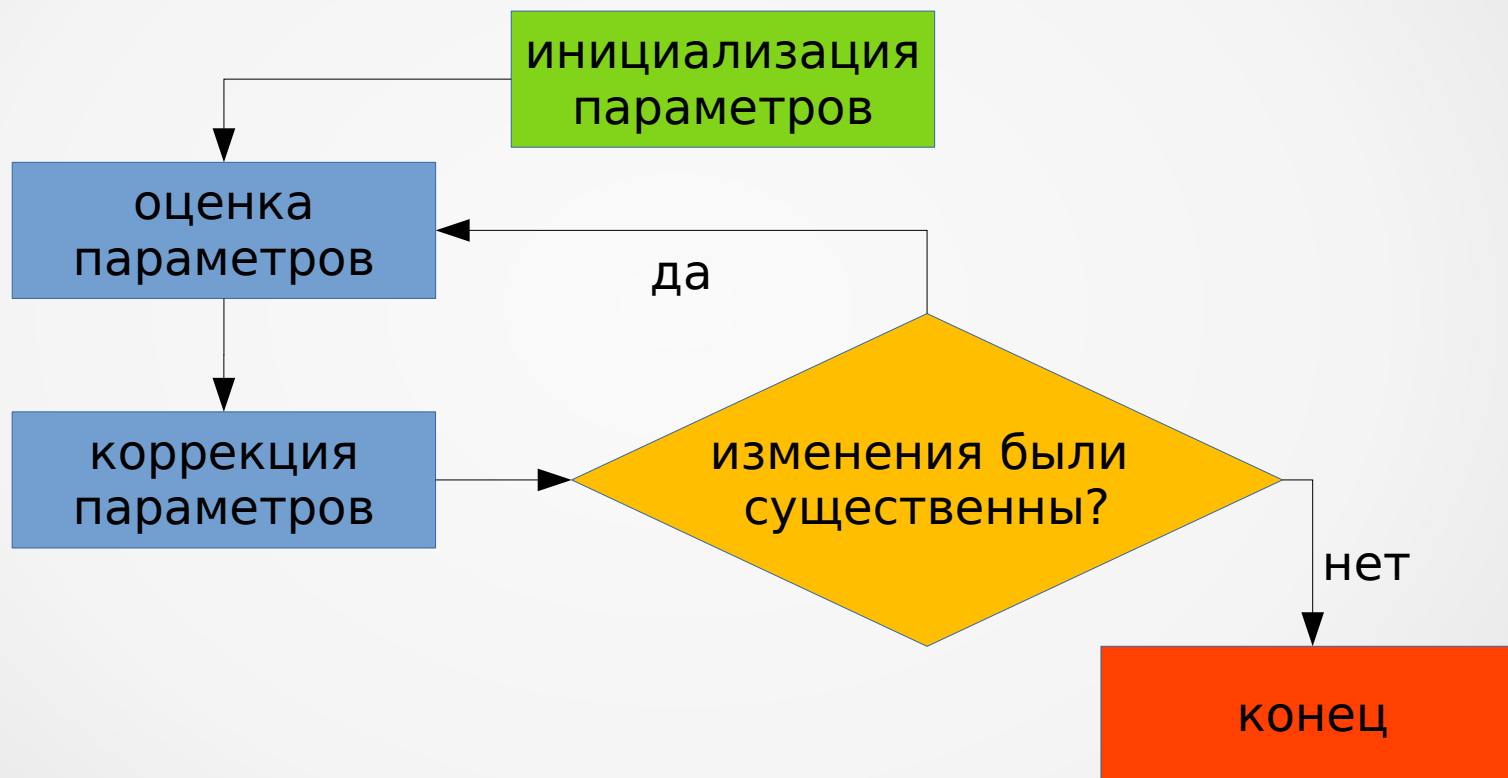 инициализация
параметров
оценка
параметров
да
коррекция
параметров
изменения были
существенны?
нет
конец